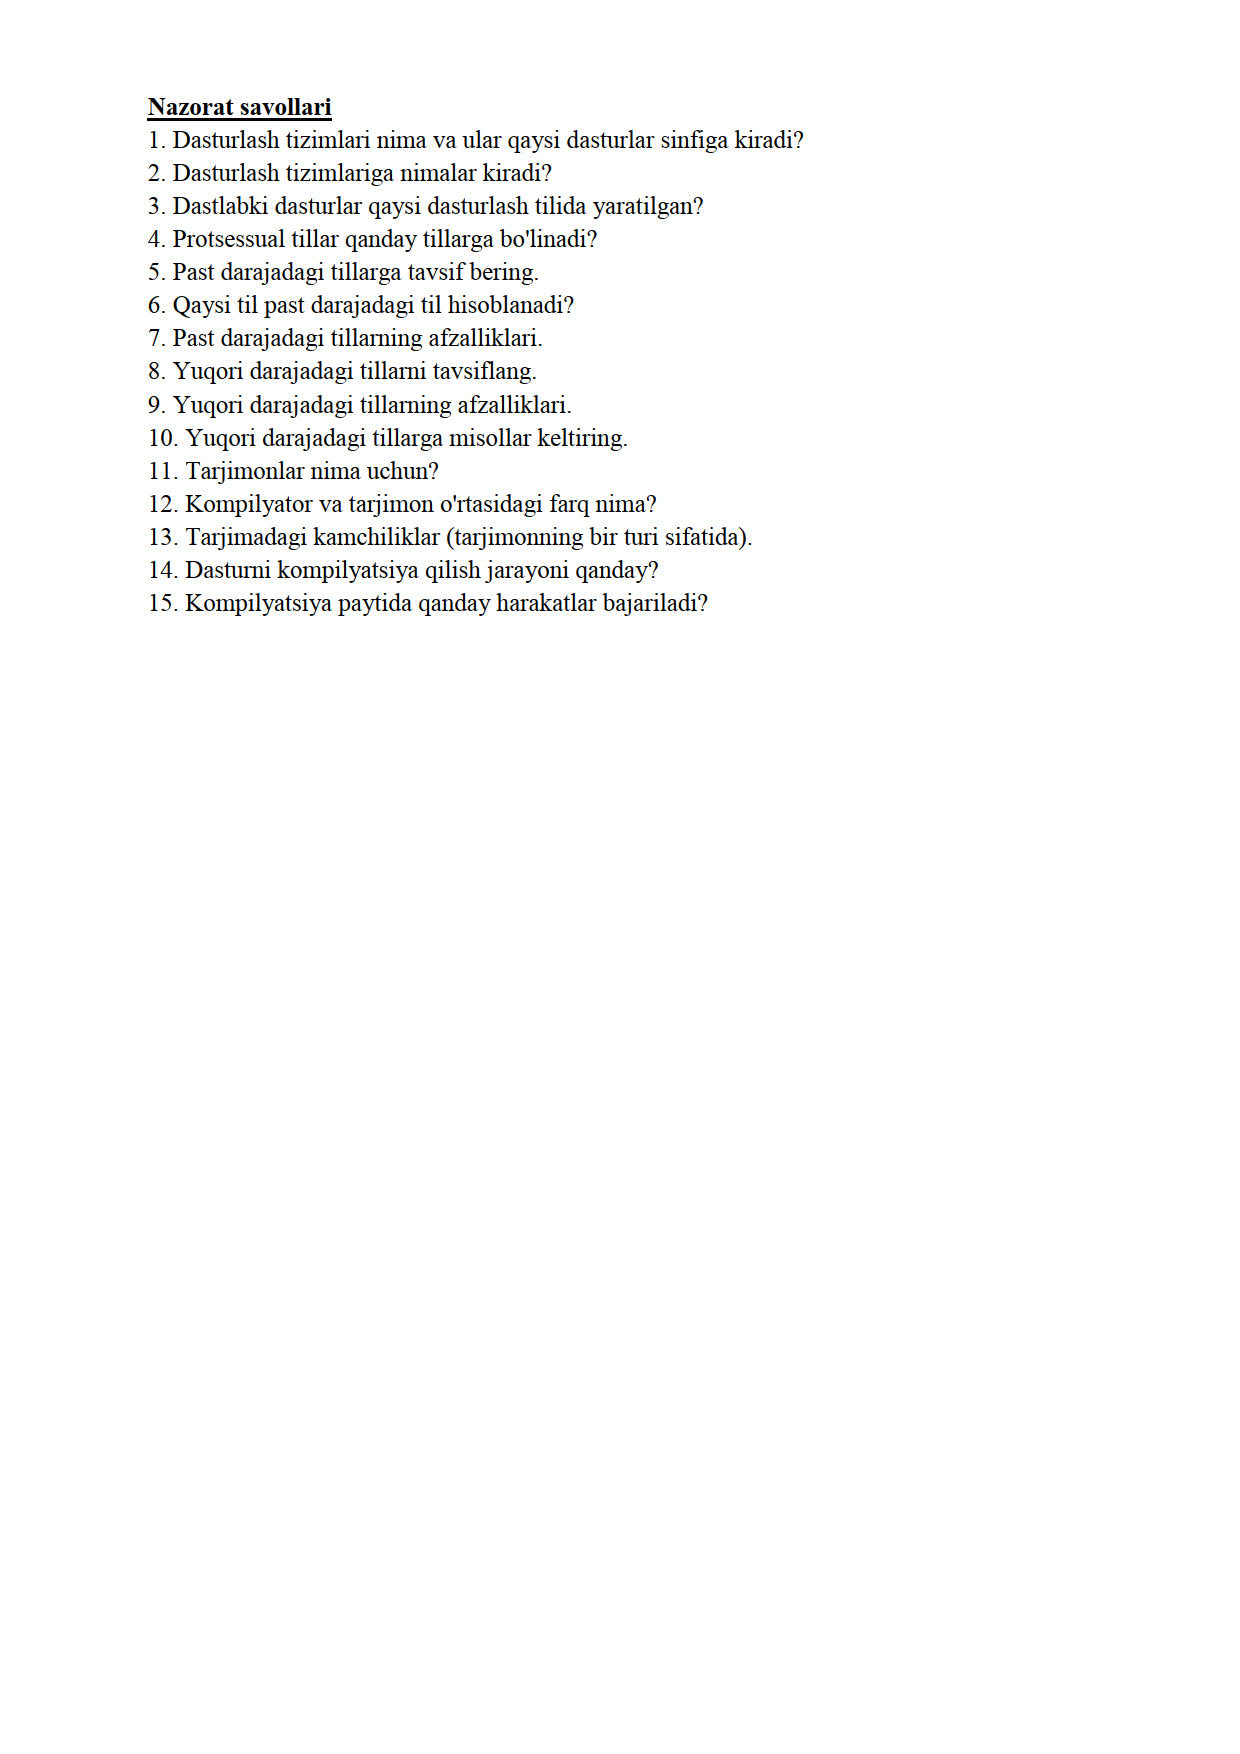 Nazorat savollari
1. Dasturlash tizimlari nima va ular qaysi dasturlar sinfiga kiradi?
2. Dasturlash tizimlariga nimalar kiradi?
3. Dastlabki dasturlar qaysi dasturlash tilida yaratilgan?
4. Protsessual tillar qanday tillarga bo'linadi?
5. Past darajadagi tillarga tavsif bering.
6. Qaysi til past darajadagi til hisoblanadi?
7. Past darajadagi tillarning afzalliklari.
8. Yuqori darajadagi tillarni tavsiflang.
9. Yuqori darajadagi tillarning afzalliklari.
10. Yuqori darajadagi tillarga misollar keltiring.
11. Tarjimonlar nima uchun?
12. Kompilyator va tarjimon o'rtasidagi farq nima?
13. Tarjimadagi kamchiliklar (tarjimonning bir turi sifatida).
14. Dasturni kompilyatsiya qilish jarayoni qanday?
15. Kompilyatsiya paytida qanday harakatlar bajariladi?